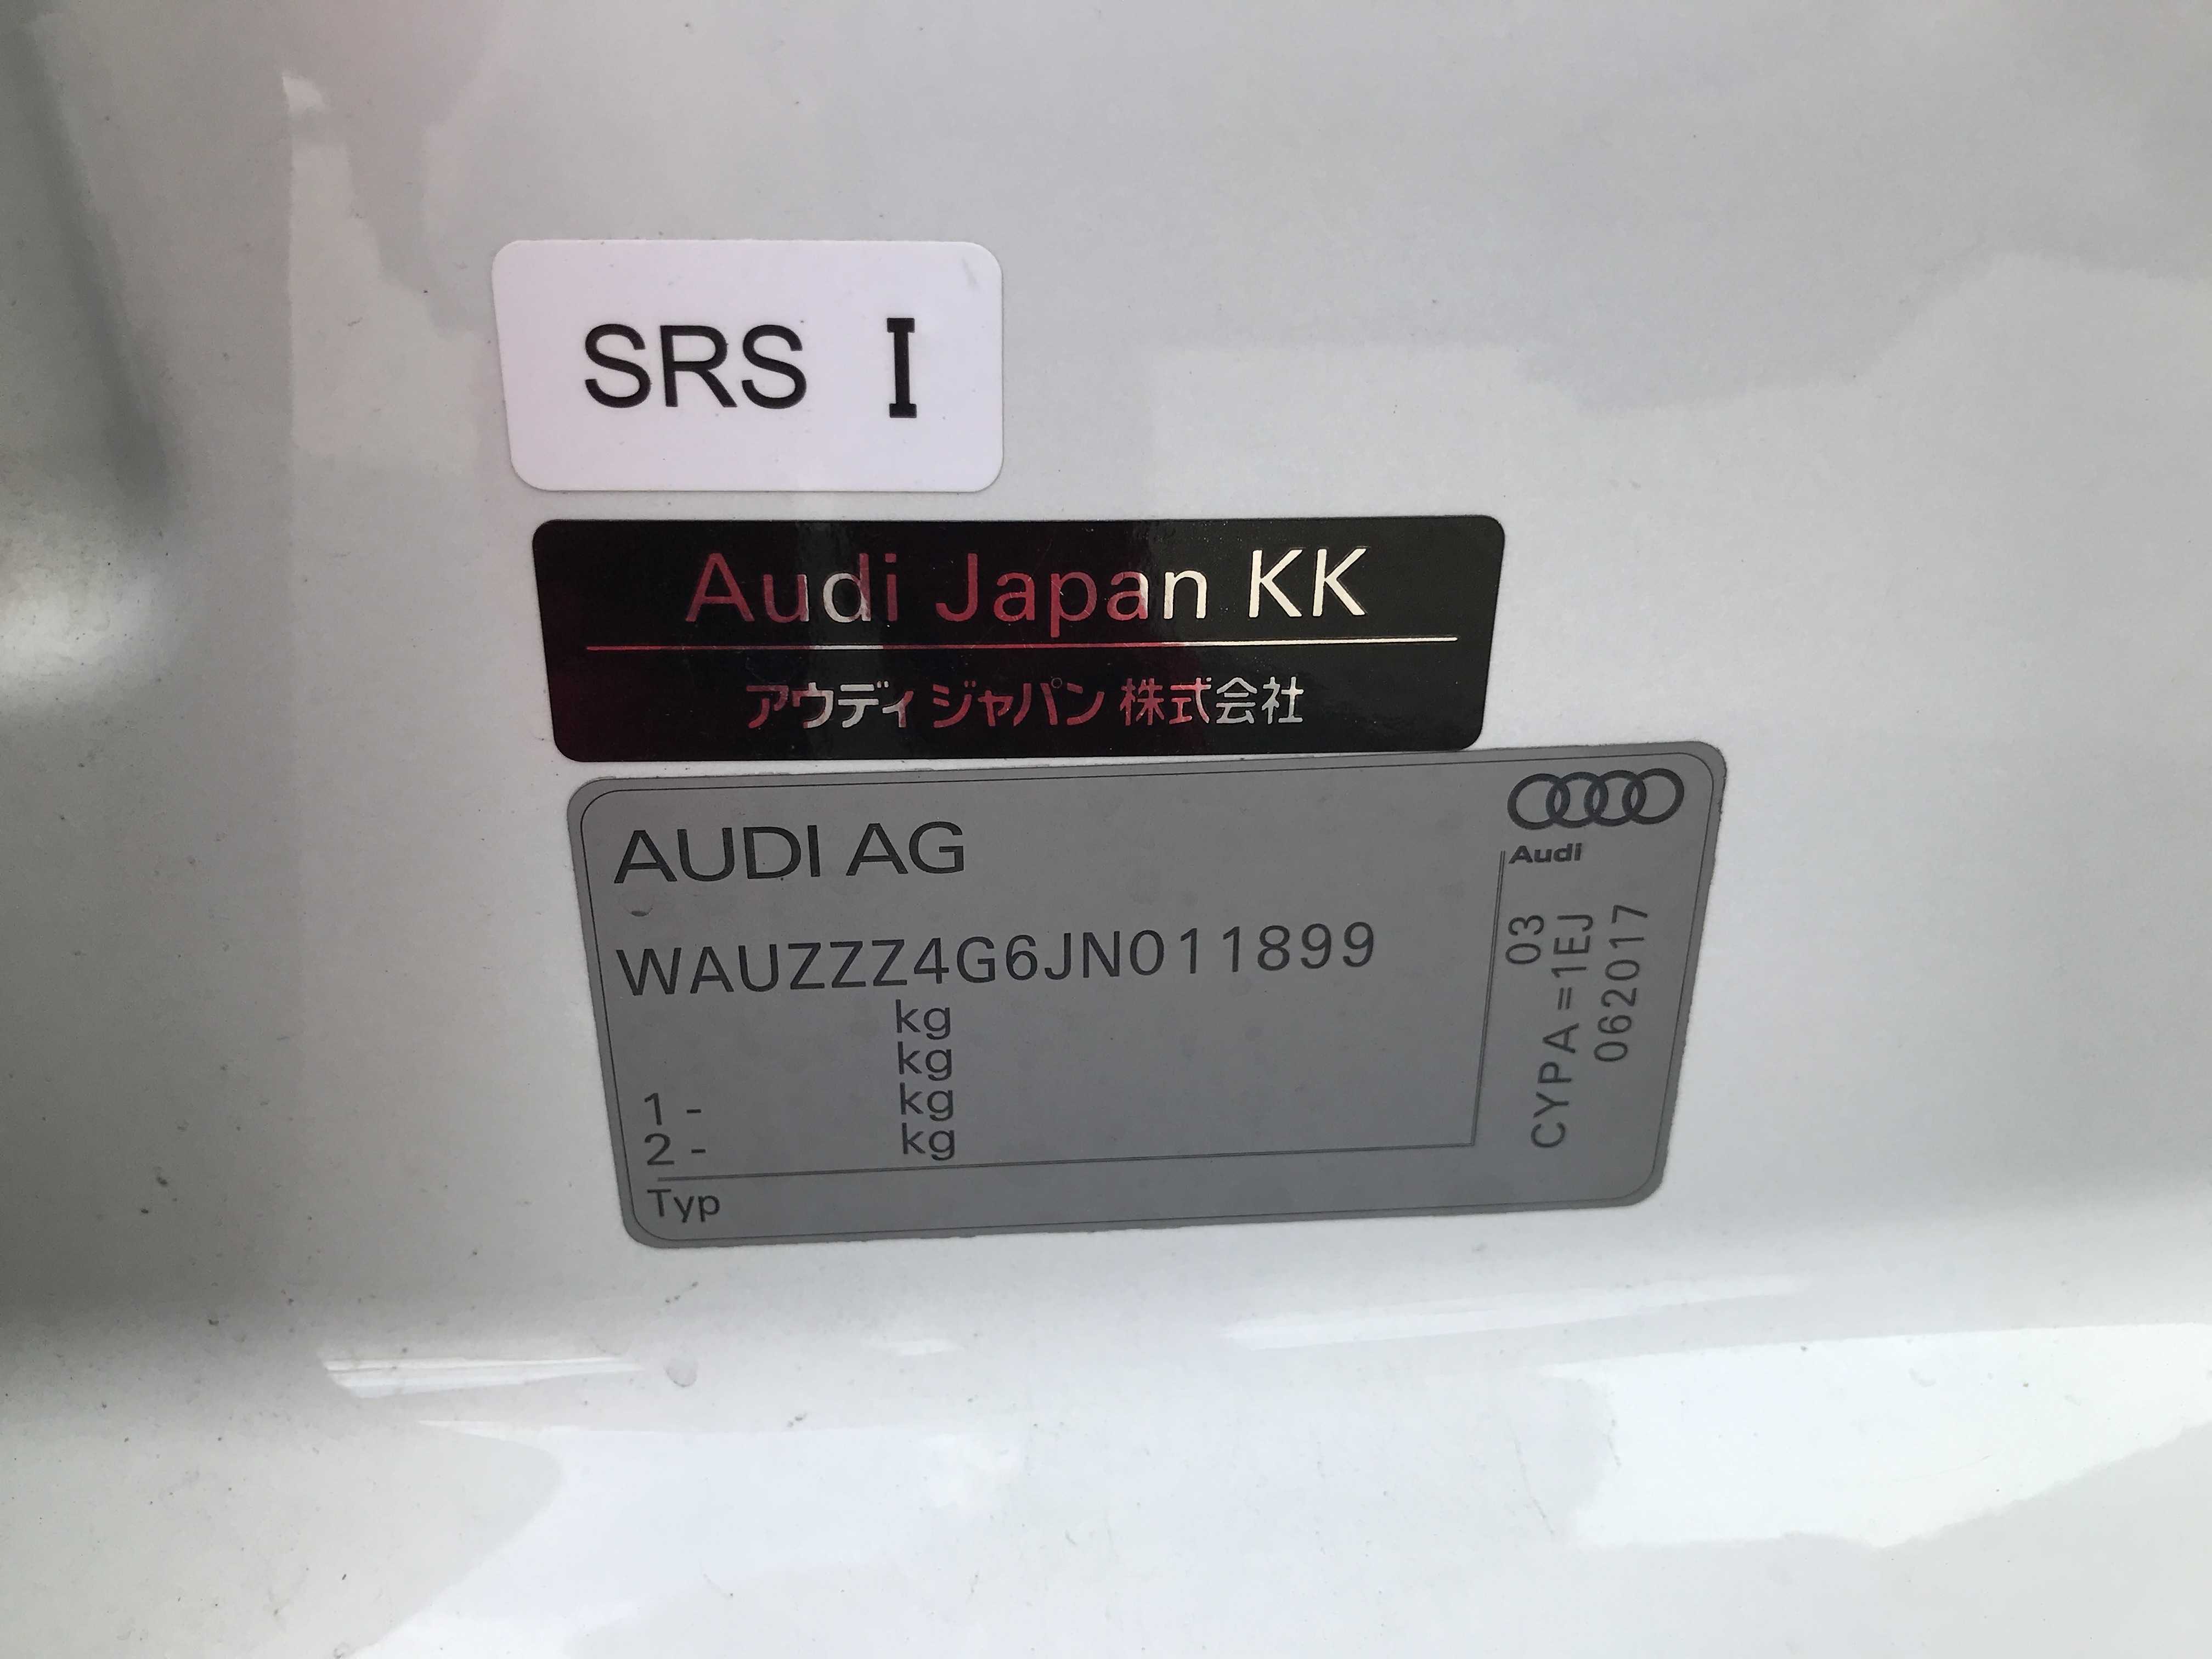 SRS I
Audi Japan KK
アウディ ジャパン 株式会社
AUDI AG
Audi
WAUZZZ4G6JN011899
kg
kg
1 - kg
2 - kg
Typ
03
CYPA =1EJ
062017